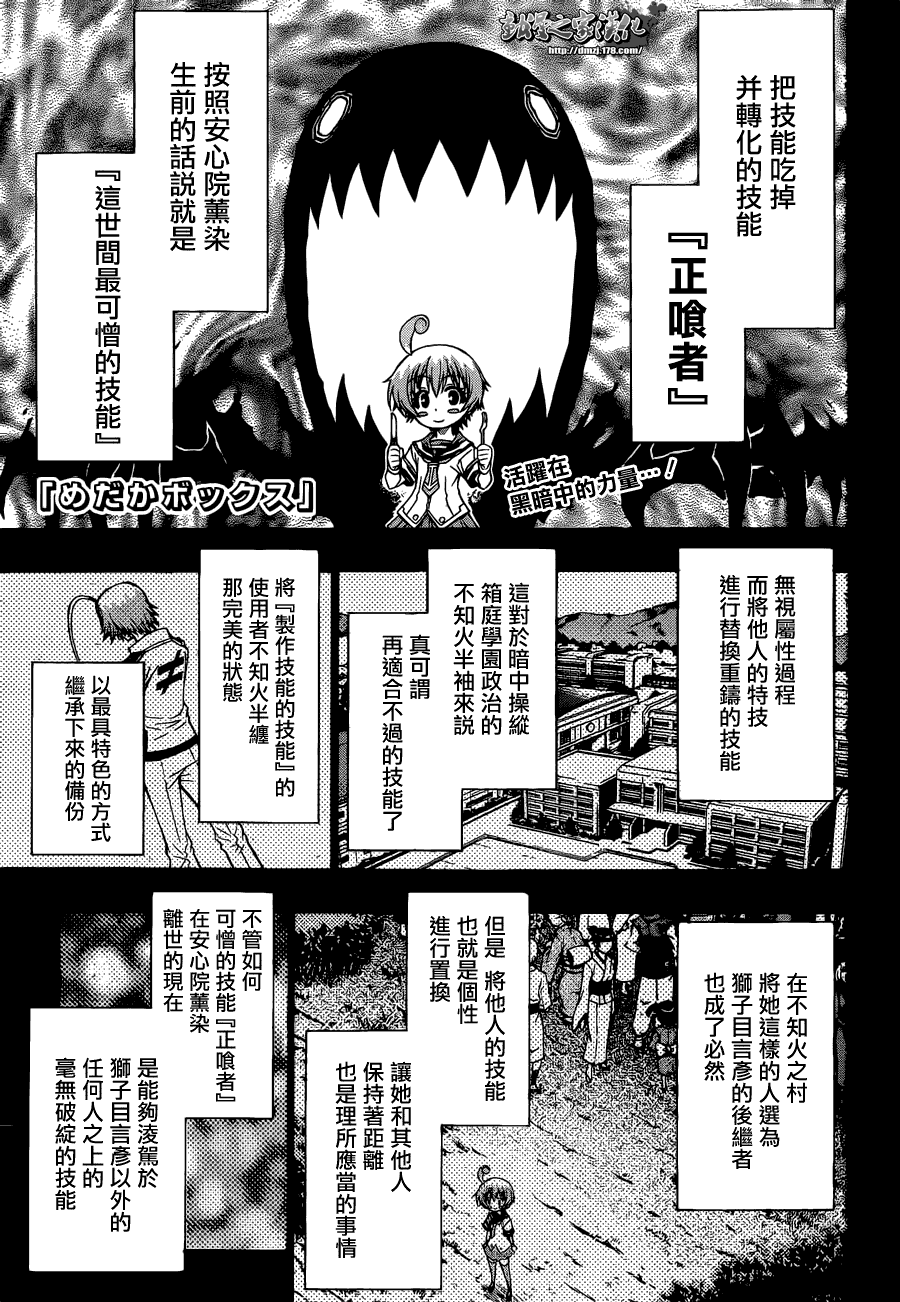 http://dmzj.178.com/
把技能吃掉
并轉化的技能
『正喰者』
按照安心院薰染
生前的話說就是
『這世間最可憎的技能』
活躍在
黑暗中的力量…！
『めだかボックス』
無視屬性過程
而將他人的特技
進行替換重鑄的技能
這對於暗中操縱
箱庭學園政治的
不知火半袖來說
真可謂
再適合不過的技能了
將『製作技能的技能』的
使用者不知火半纏
那完美的狀態
以最具特色的方式
繼承下來的備份
在不知火之村
將她這樣的人選為
獅子目言彥的後繼者
也成了必然
但是 將他人的技能
也就是個性
進行置換
讓她和其他人
保持著距離
也是理所應當的事情
不管如何
可憎的技能『正喰者』
在安心院薰染
離世的現在
是能夠淩駕於
獅子目言彥以外的
任何人之上的
毫無破綻的技能